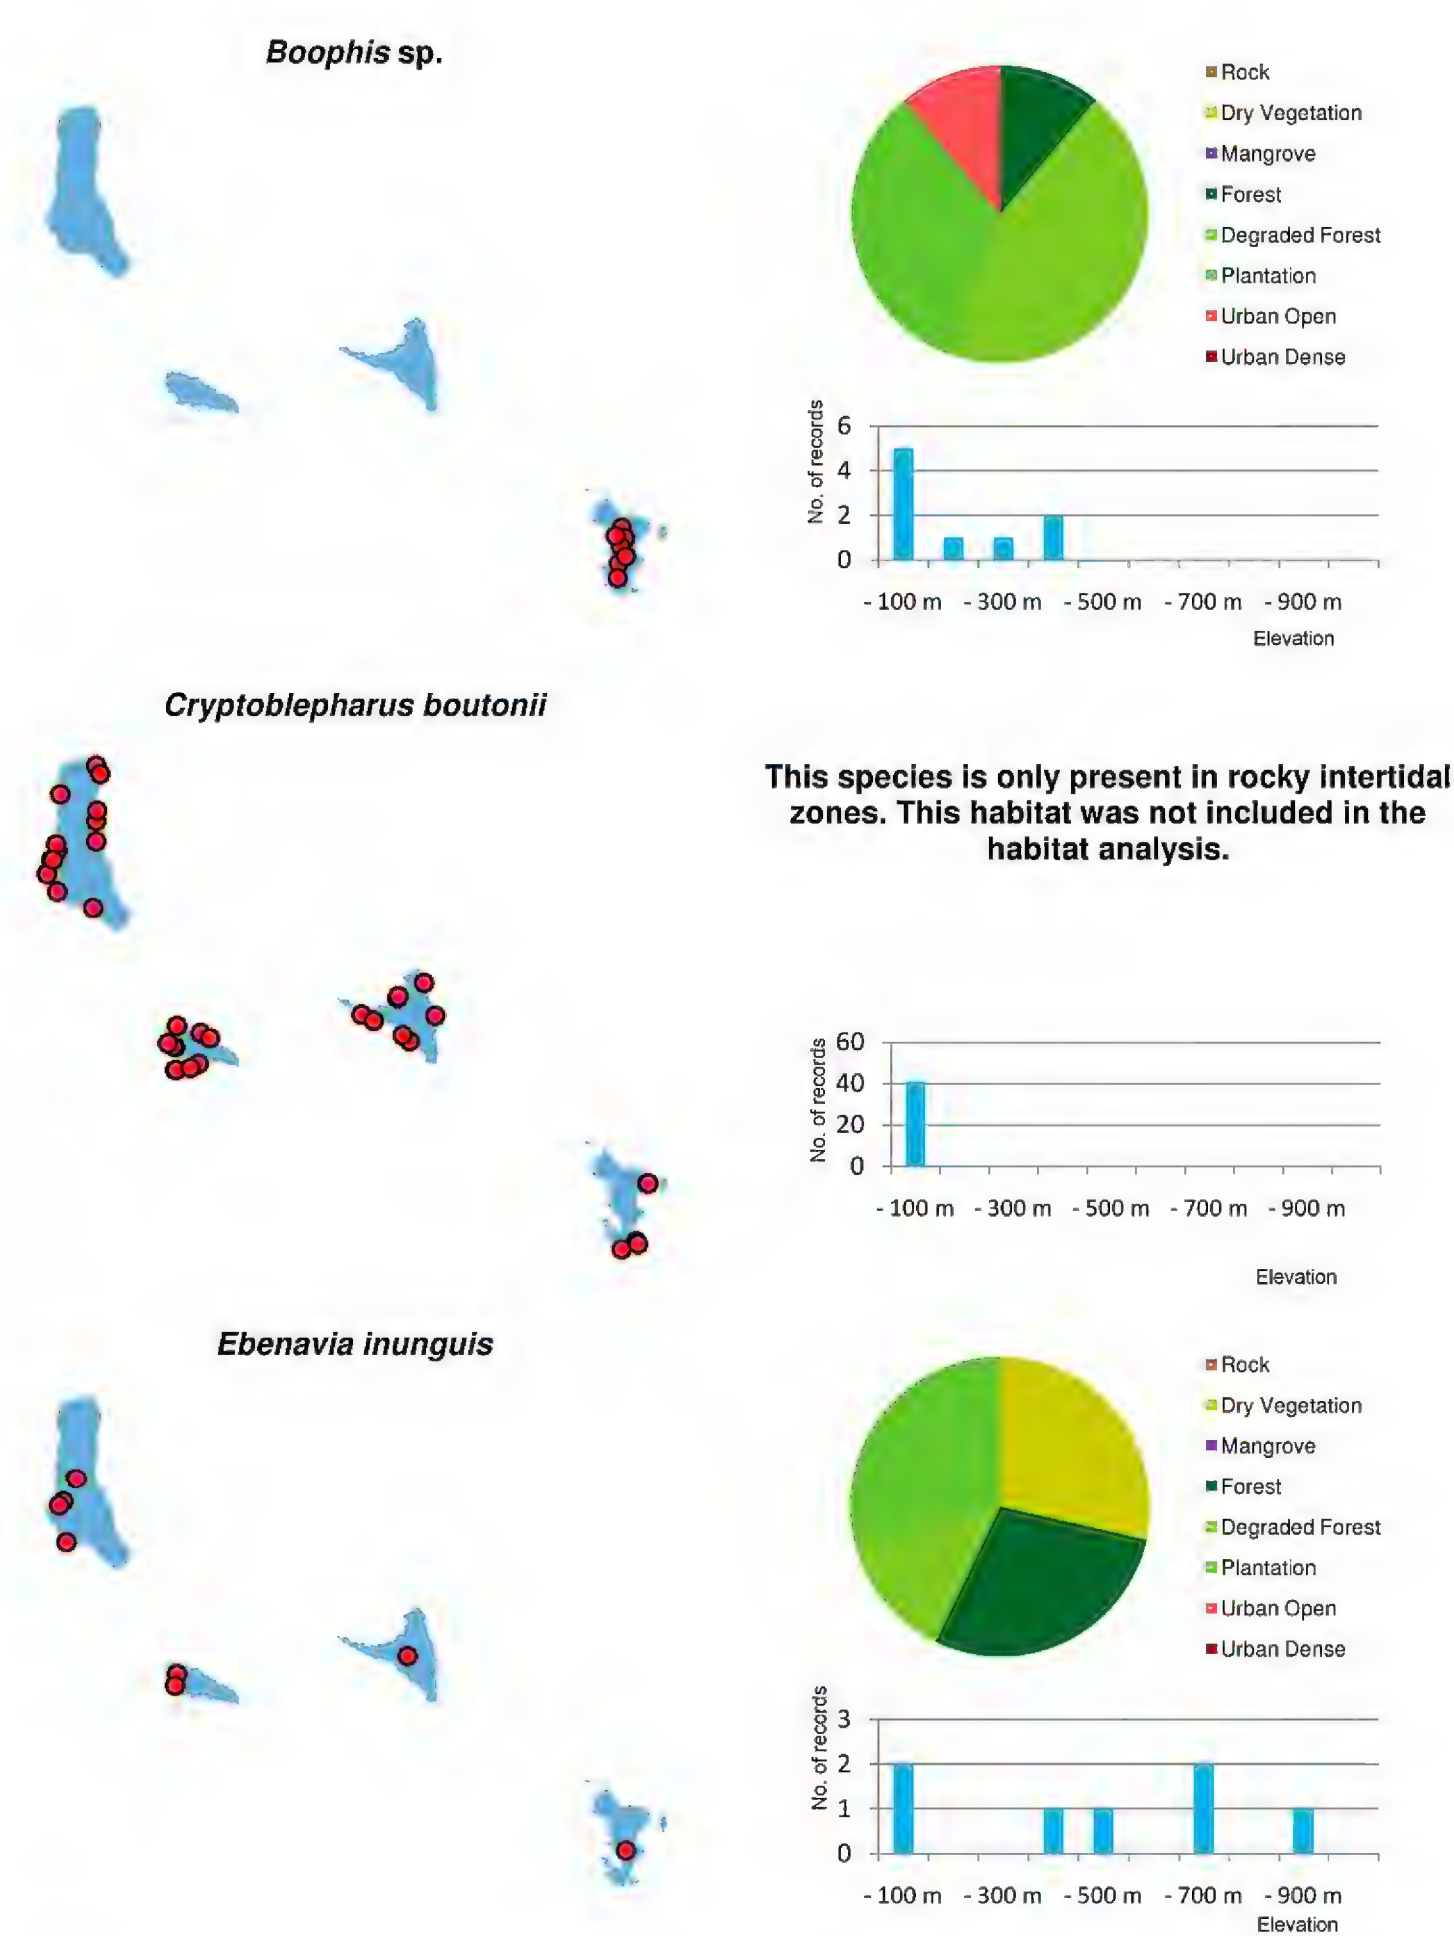 Boophis sp.
Rock
Dry Vegetation
Mangrove
Forest
Degraded Forest
Plantation
Urban Open
Urban Dense
No. of records
6
4
2
0
- 100 m - 300 m - 500 m - 700 m - 900 m
Elevation
Cryptoblepharus boutonii
This species is only present in rocky intertidal
zones. This habitat was not included in the
habitat analysis.
No. of records
60
40
20
0
- 100 m - 300 m - 500 m - 700 m - 900 m
Elevation
Ebenavia inunguis
Rock
Dry Vegetation
Mangrove
Forest
Degraded Forest
Plantation
Urban Open
Urban Dense
No. of records
3
2
1
0
- 100 m - 300 m - 500 m - 700 m - 900 m
Elevation